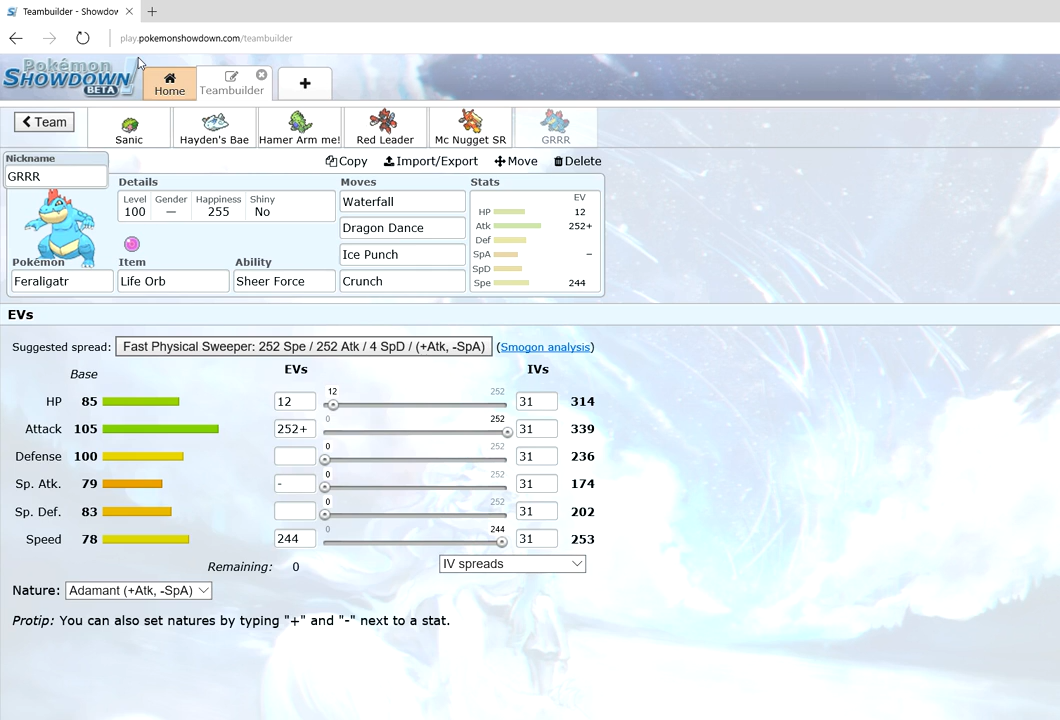 Teambuilder - Showdow
play.pokemonshowdown.com/teambuilder
Pokémon
SHOWDOWN
BETA
Home
Teambuilder
Team
Sanic
Hayden's Bae
Hamer Arm me!
Red Leader
Mc Nugget SR
GRRR
Copy
Import/Export
Move
Delete
Nickname
GRRR
Details
Level Gender Happiness Shiny
100 — 255 No
Pokémon
Feraligatr
Item
Life Orb
Ability
Sheer Force
Moves
Waterfall
Dragon Dance
Ice Punch
Crunch
Stats
EV
HP 12
Atk 252+
Def
SpA –
SpD
Spe 244
EVs
Suggested spread: Fast Physical Sweeper: 252 Spe / 252 Atk / 4 SpD / (+Atk, -SpA) (Smogon analysis)
Base EVs IVs
HP 85 12 12 252 31 314
Attack 105 252+ 0 252 31 339
Defense 100 0 252 31 236
Sp. Atk. 79 - 0 252 31 174
Sp. Def. 83 0 252 31 202
Speed 78 244 0 244 31 253
Remaining: 0 IV spreads
Nature: Adamant (+Atk, -SpA)
Protip: You can also set natures by typing "+" and "-" next to a stat.